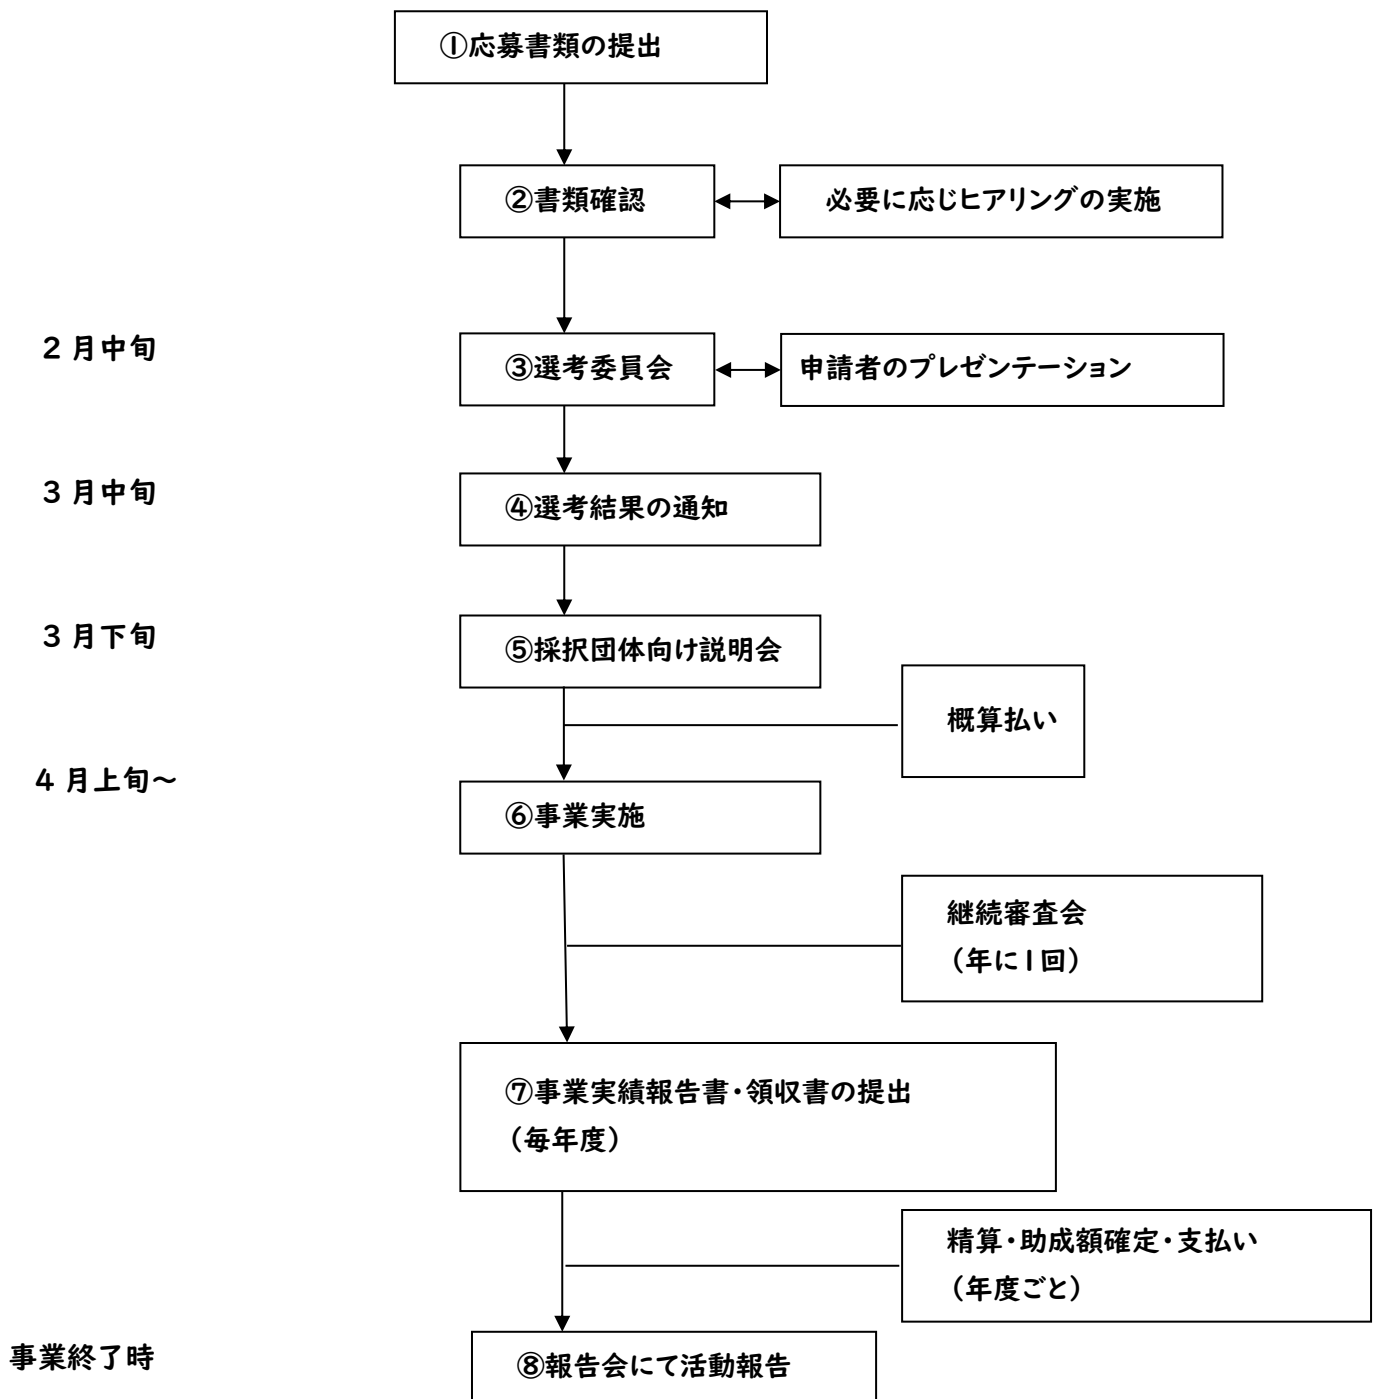 ①応募書類の提出
②書類確認
必要に応じヒアリングの実施
2月中旬
③選考委員会
申請者のプレゼンテーション
3月中旬
④選考結果の通知
3月下旬
⑤採択団体向け説明会
概算払い
4月上旬～
⑥事業実施
継続審査会
（年に1回）
⑦事業実績報告書・領収書の提出
（毎年度）
精算・助成額確定・支払い
（年度ごと）
事業終了時
⑧報告会にて活動報告